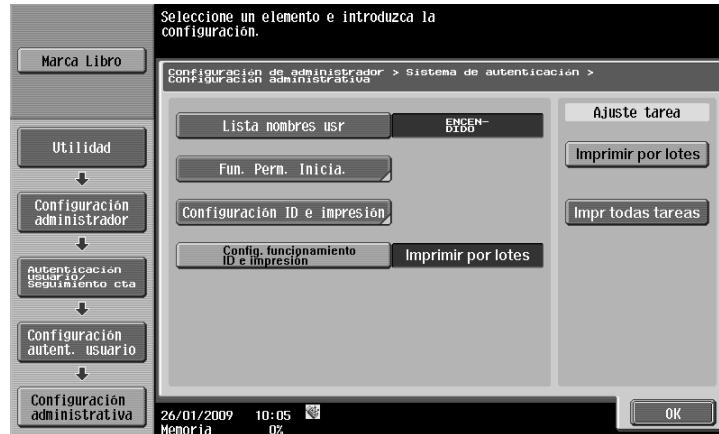 Seleccione un elemento e introduzca la
configuración.
Marca Libro
Configuración de administrador > Sistema de autenticación >
Configuración administrativa
Utilidad
Configuración
administrador
Autenticación
usuario/
Seguimiento cta
Configuración
autent. usuario
Configuración
administrativa
Lista nombres usr
ENCEN-
DIDO
Fun. Perm. Inicia.
Configuración ID e impresión
Config. funcionamiento
ID e impresión
Imprimir por lotes
Ajuste tarea
Imprimir por lotes
Impr todas tareas
26/01/2009 10:05
Memoria 0%
OK